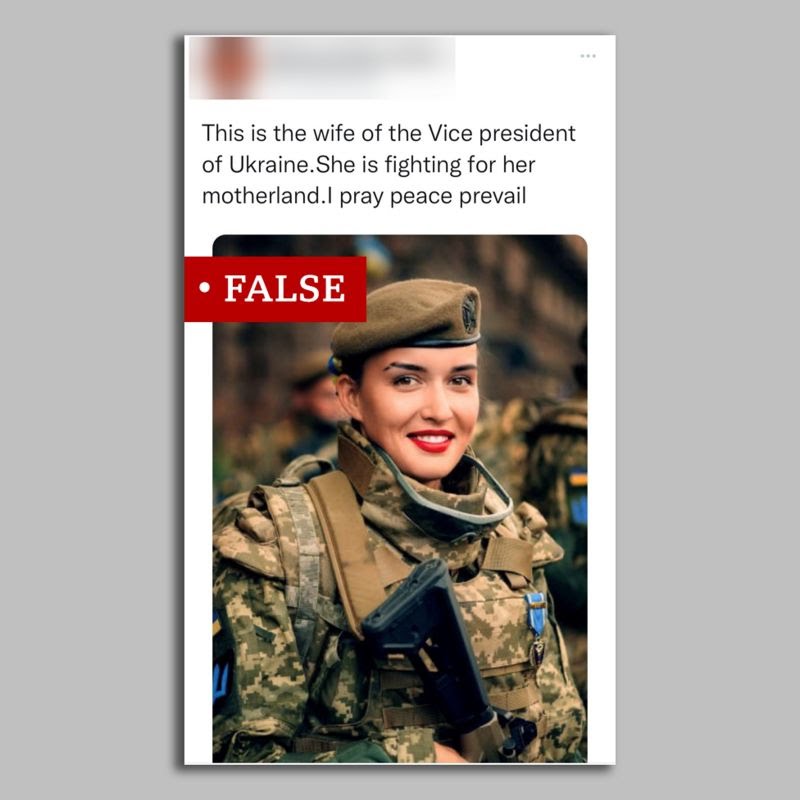 This is the wife of the Vice president
of Ukraine.She is fighting for her
motherland.I pray peace prevail
• FALSE